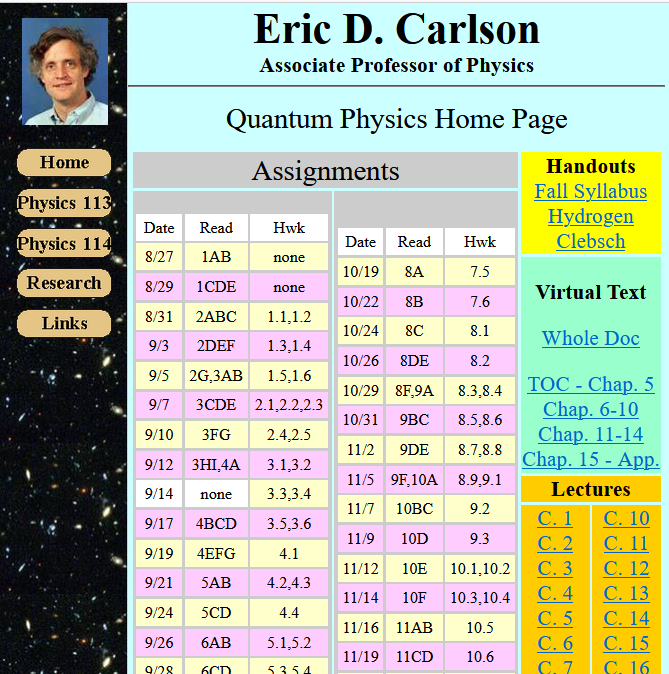 Eric D. Carlson
Associate Professor of Physics
Quantum Physics Home Page
Home
Physics 113
Physics 114
Research
Links
Assignments
Date Read Hwk
8/27 1AB none
8/29 1CDE none
8/31 2ABC 1.1,1.2
9/3 2DEF 1.3,1.4
9/5 2G,3AB 1.5,1.6
9/7 3CDE 2.1,2.2,2.3
9/10 3FG 2.4,2.5
9/12 3HI,4A 3.1,3.2
9/14 none 3.3,3.4
9/17 4BCD 3.5,3.6
9/19 4EFG 4.1
9/21 5AB 4.2,4.3
9/24 5CD 4.4
9/26 6AB 5.1,5.2
9/28 6CD 5.3,5.4
Date Read Hwk
10/19 8A 7.5
10/22 8B 7.6
10/24 8C 8.1
10/26 8DE 8.2
10/29 8F,9A 8.3,8.4
10/31 9BC 8.5,8.6
11/2 9DE 8.7,8.8
11/5 9F,10A 8.9,9.1
11/7 10BC 9.2
11/9 10D 9.3
11/12 10E 10.1,10.2
11/14 10F 10.3,10.4
11/16 11AB 10.5
11/19 11CD 10.6
Handouts
Fall Syllabus
Hydrogen
Clebsch
Virtual Text
Whole Doc
TOC - Chap. 5
Chap. 6-10
Chap. 11-14
Chap. 15 - App.
Lectures
C. 1 C. 10
C. 2 C. 11
C. 3 C. 12
C. 4 C. 13
C. 5 C. 14
C. 6 C. 15
C. 7 C. 16